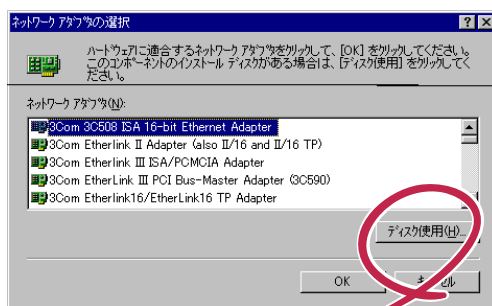 ネットワーク アダプタの選択
ハードウェアに適合するネットワーク アダプタをクリックして、[OK] をクリックしてください。
このコンポーネントのインストール ディスクがある場合は、[ディスク使用] をクリックしてく
ださい。
ネットワーク アダプタ(N):
3Com 3C508 ISA 16-bit Ethernet Adapter
3Com Etherlink II Adapter (also II/16 and II/16 TP)
3Com Etherlink III ISA/PCMCIA Adapter
3Com EtherLink III PCI Bus-Master Adapter (3C590)
3Com Etherlink16/EtherLink16 TP Adapter
ディスク使用(H)...
OK
キャンセル